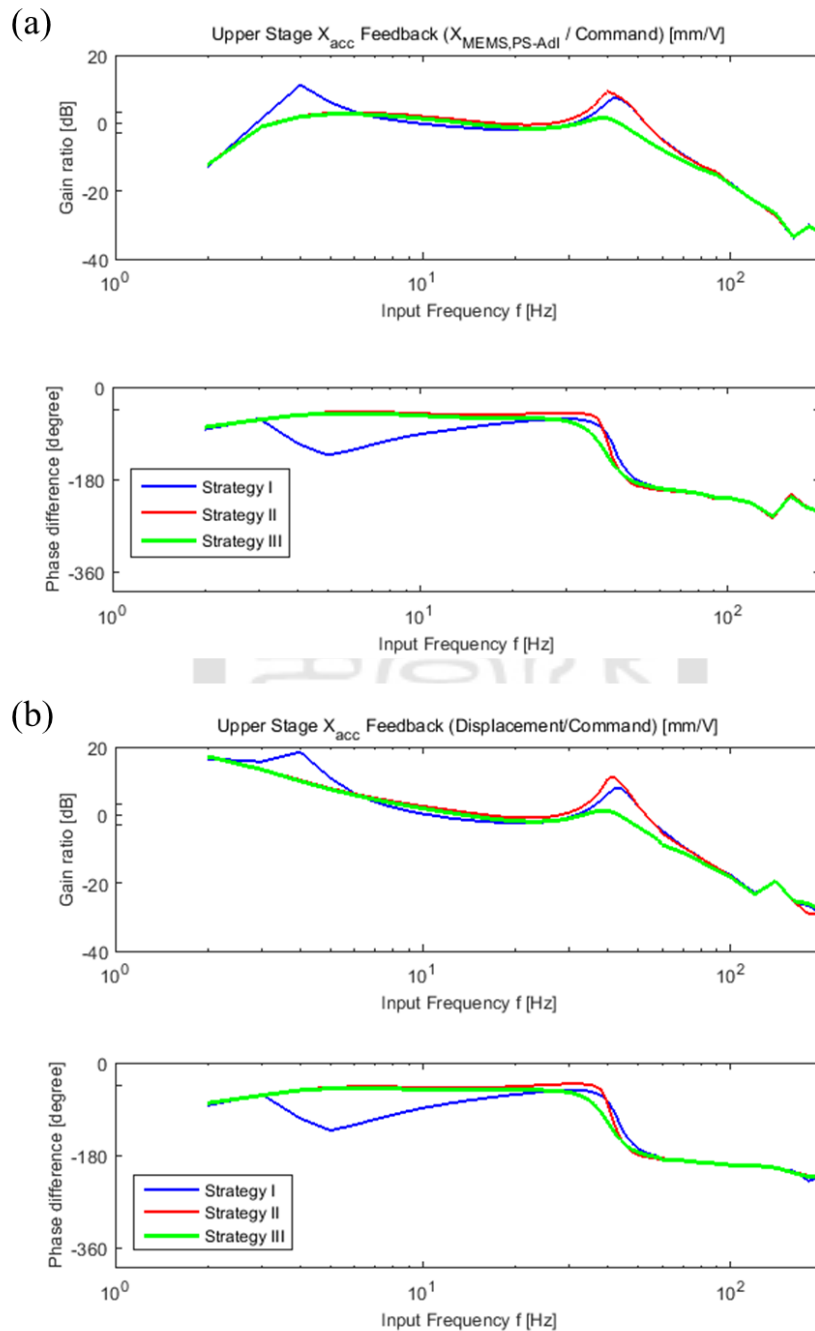 (a)
Upper Stage Xacc Feedback (XMEMS,PS-AdI / Command) [mm/V]
Gain ratio [dB]
20
0
-20
-40
10^0
10^1
10^2
Input Frequency f [Hz]
Phase difference [degree]
0
-180
-360
Strategy I
Strategy II
Strategy III
10^0
10^1
10^2
Input Frequency f [Hz]
(b)
Upper Stage Xacc Feedback (Displacement/Command) [mm/V]
Gain ratio [dB]
20
0
-20
-40
10^0
10^1
10^2
Input Frequency f [Hz]
Phase difference [degree]
0
-180
-360
Strategy I
Strategy II
Strategy III
10^0
10^1
10^2
Input Frequency f [Hz]